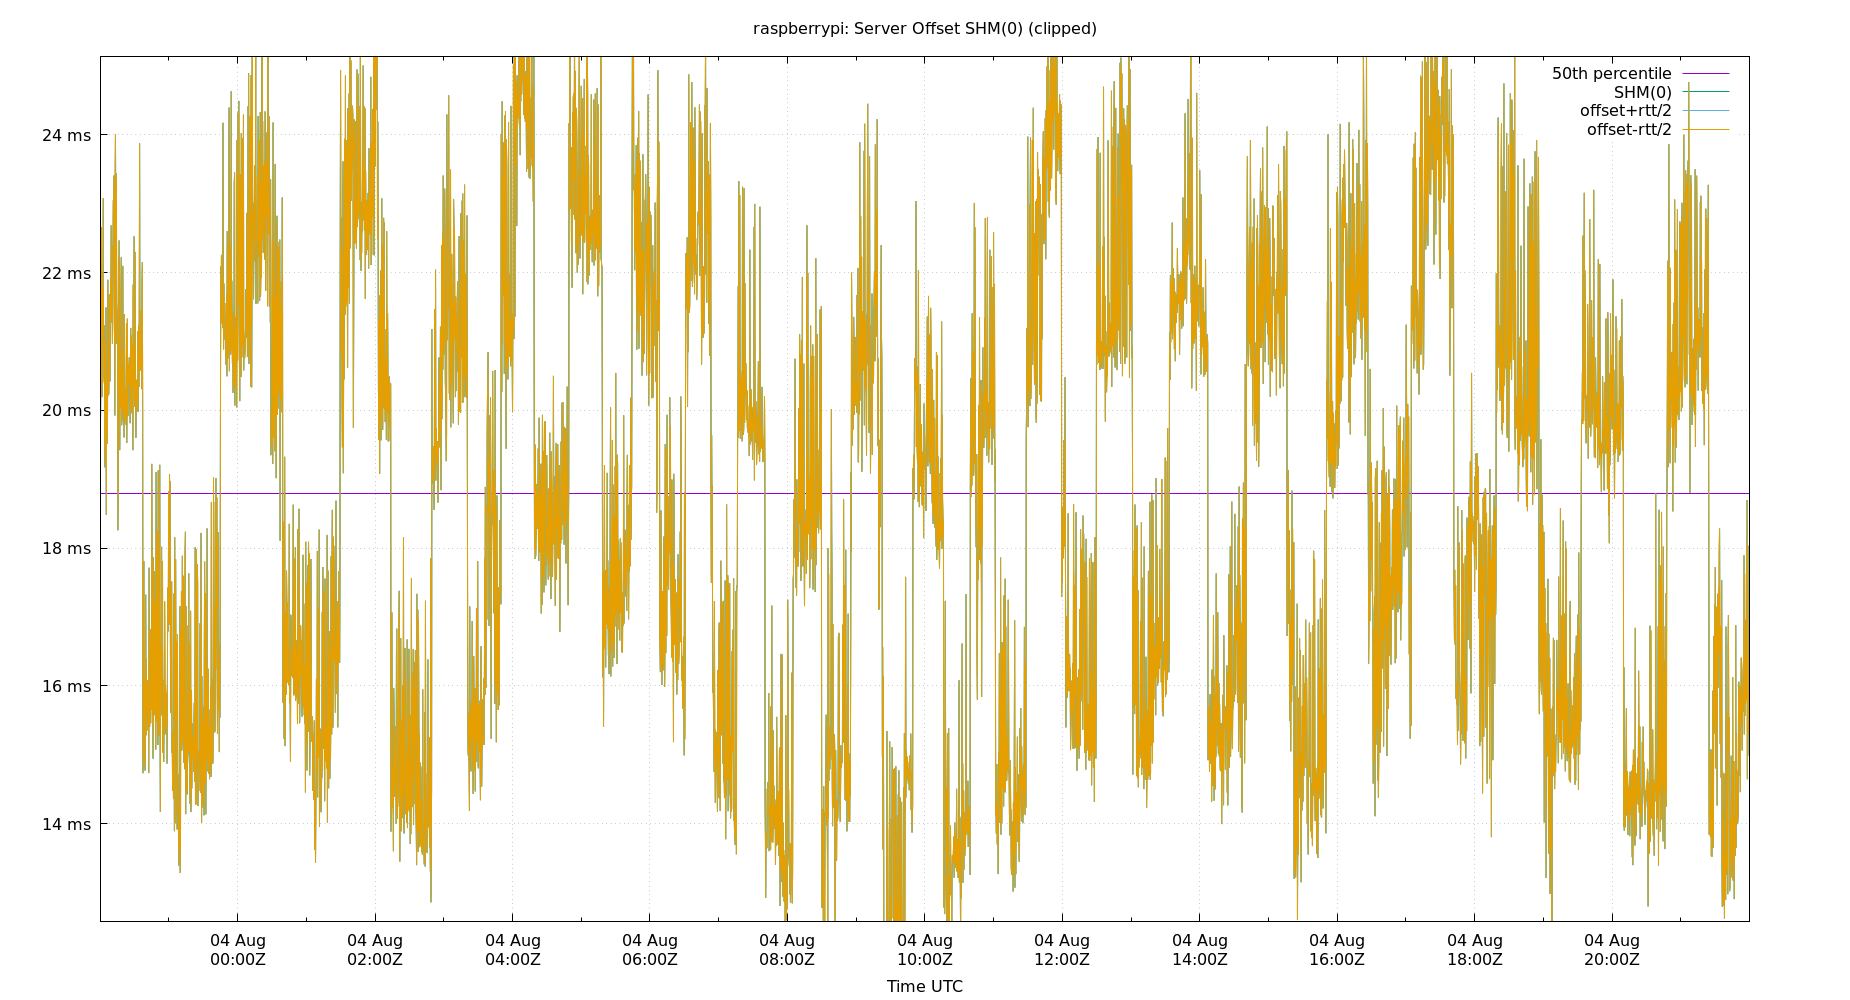 raspberrypi: Server Offset SHM(0) (clipped)
50th percentile
SHM(0)
offset+rtt/2
offset-rtt/2
24 ms
22 ms
20 ms
18 ms
16 ms
14 ms
04 Aug 04 Aug 04 Aug 04 Aug 04 Aug 04 Aug 04 Aug 04 Aug 04 Aug 04 Aug 04 Aug
00:00Z 02:00Z 04:00Z 06:00Z 08:00Z 10:00Z 12:00Z 14:00Z 16:00Z 18:00Z 20:00Z
Time UTC